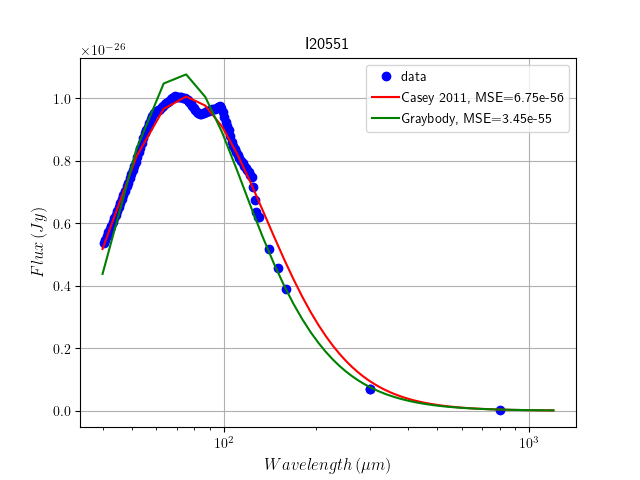 I20551
×10−26
data
Casey 2011, MSE=6.75e-56
Graybody, MSE=3.45e-55
1.0
0.8
0.6
0.4
0.2
0.0
Flux (Jy)
10² 10³
Wavelength (μm)